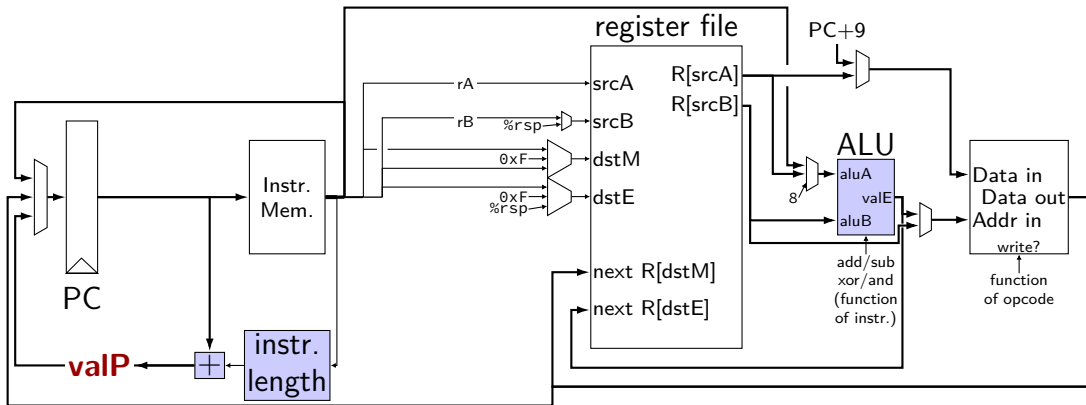 register file
PC+9
rA
srcA
R[srcA]
R[srcB]
rB
%rsp
srcB
0xF
dstM
0xF
%rsp
dstE
Instr.
Mem.
PC
ALU
aluA
valE
aluB
8
Data in
Data out
Addr in
write?
add/sub
xor/and
(function
of instr.)
function
of opcode
next R[dstM]
next R[dstE]
valP
+
instr.
length